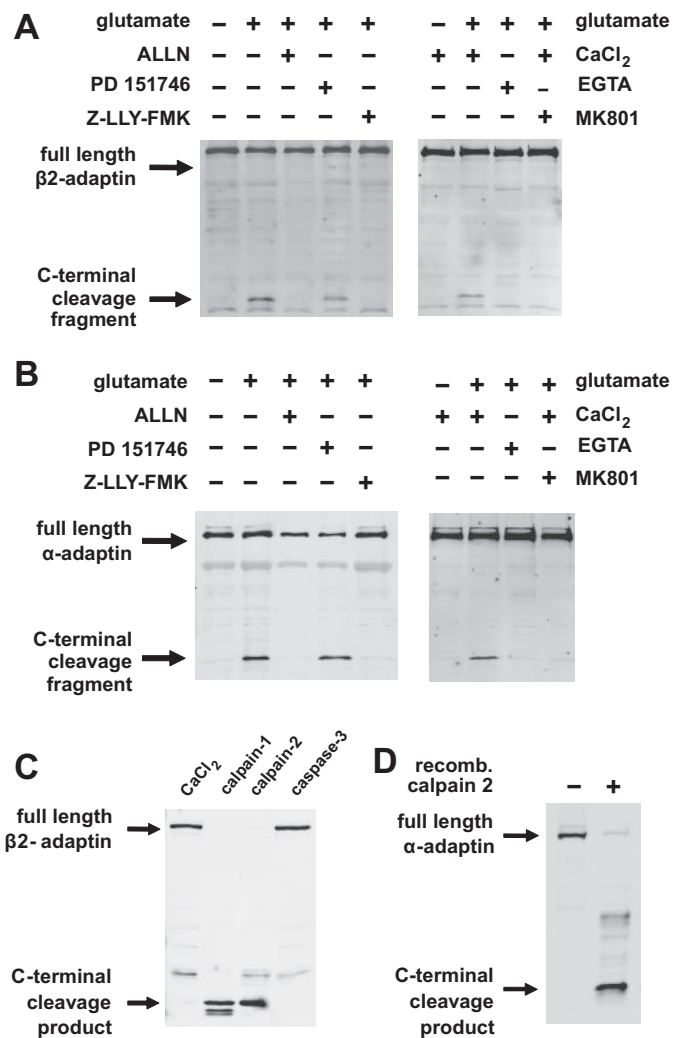 A
glutamate – + + + + – + + + glutamate
ALLN – – + – – + + – + CaCl2
PD 151746 – – – + – – – + – EGTA
Z-LLY-FMK – – – – + – – – + MK801
full length
β2-adaptin
C-terminal
cleavage
fragment
B
glutamate – + + + + – + + + glutamate
ALLN – – + – – + + – + CaCl2
PD 151746 – – – + – – – + – EGTA
Z-LLY-FMK – – – – + – – – + MK801
full length
α-adaptin
C-terminal
cleavage
fragment
C
CaCl2 calpain-1 calpain-2 caspase-3
full length
β2- adaptin
C-terminal
cleavage
product
D
recomb.
calpain 2 – +
full length
α-adaptin
C-terminal
cleavage
product